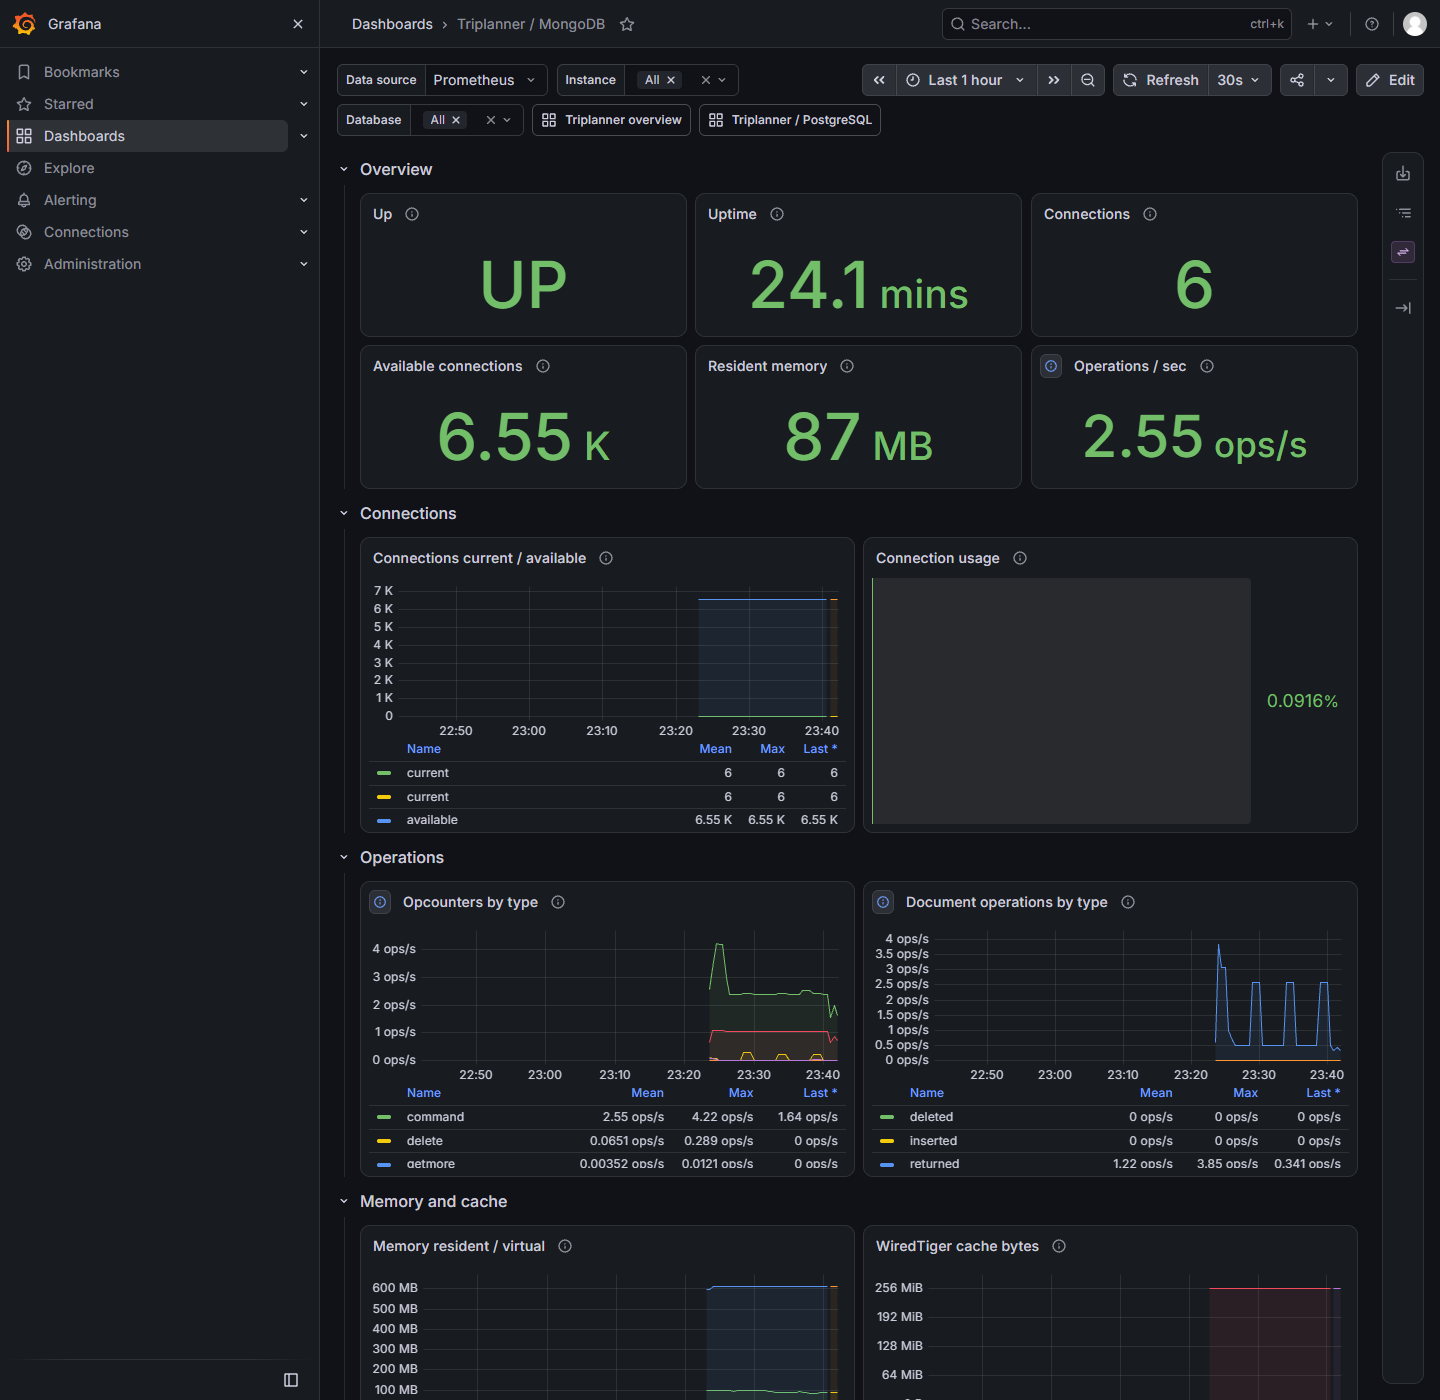 Grafana
Dashboards › Triplanner / MongoDB
Search...
ctrl+k
Bookmarks
Starred
Dashboards
Explore
Alerting
Connections
Administration
Data source Prometheus
Instance All
Last 1 hour
Refresh 30s
Edit
Database All
Triplanner overview
Triplanner / PostgreSQL
Overview
Up
UP
Uptime
24.1 mins
Connections
6
Available connections
6.55 K
Resident memory
87 MB
Operations / sec
2.55 ops/s
Connections
Connections current / available
7 K
6 K
5 K
4 K
3 K
2 K
1 K
0
22:50 23:00 23:10 23:20 23:30 23:40
Name Mean Max Last *
current 6 6 6
current 6 6 6
available 6.55 K 6.55 K 6.55 K
Connection usage
0.0916%
Operations
Opcounters by type
4 ops/s
3 ops/s
2 ops/s
1 ops/s
0 ops/s
22:50 23:00 23:10 23:20 23:30 23:40
Name Mean Max Last *
command 2.55 ops/s 4.22 ops/s 1.64 ops/s
delete 0.0651 ops/s 0.289 ops/s 0 ops/s
getmore 0.00352 ops/s 0.0121 ops/s 0 ops/s
Document operations by type
4 ops/s
3.5 ops/s
3 ops/s
2.5 ops/s
2 ops/s
1.5 ops/s
1 ops/s
0.5 ops/s
0 ops/s
22:50 23:00 23:10 23:20 23:30 23:40
Name Mean Max Last *
deleted 0 ops/s 0 ops/s 0 ops/s
inserted 0 ops/s 0 ops/s 0 ops/s
returned 1.22 ops/s 3.85 ops/s 0.341 ops/s
Memory and cache
Memory resident / virtual
600 MB
500 MB
400 MB
300 MB
200 MB
100 MB
WiredTiger cache bytes
256 MiB
192 MiB
128 MiB
64 MiB